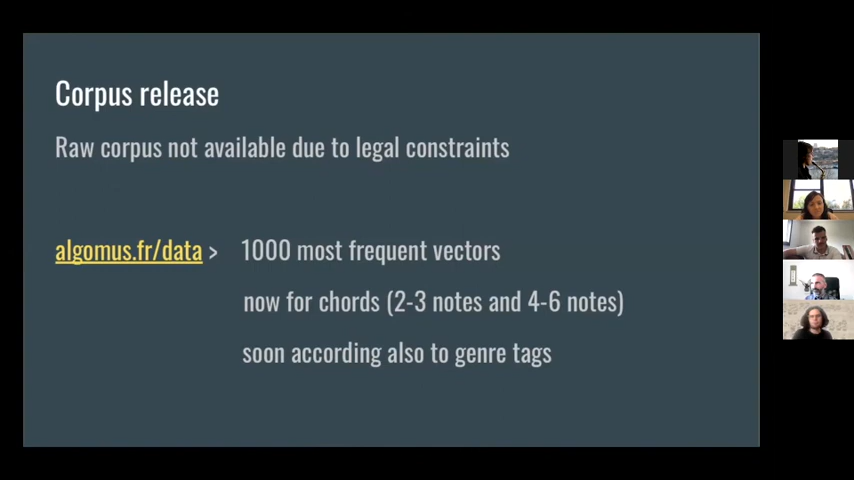 Corpus release
Raw corpus not available due to legal constraints
algomus.fr/data > 1000 most frequent vectors
now for chords (2-3 notes and 4-6 notes)
soon according also to genre tags